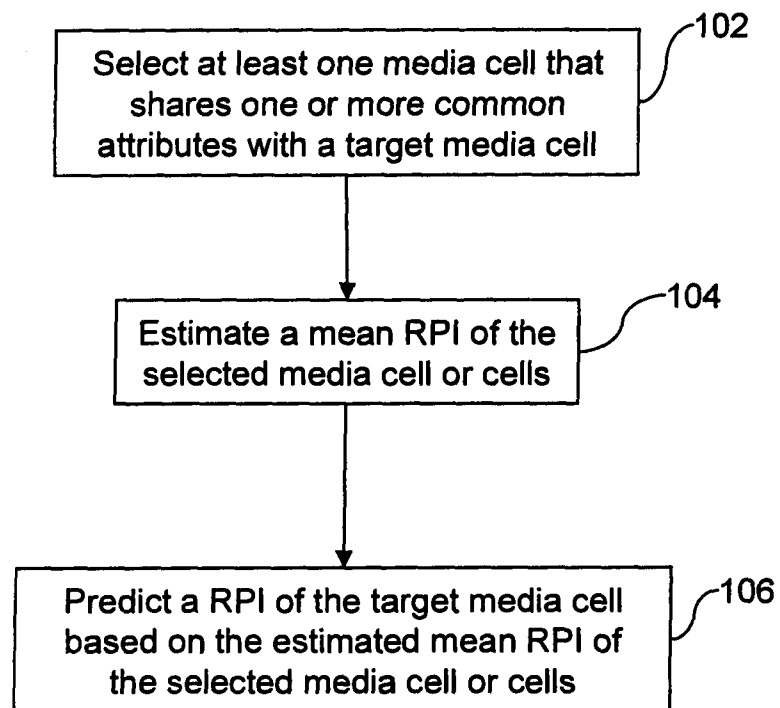 102
Select at least one media cell that
shares one or more common
attributes with a target media cell
104
Estimate a mean RPI of the
selected media cell or cells
106
Predict a RPI of the target media cell
based on the estimated mean RPI of
the selected media cell or cells